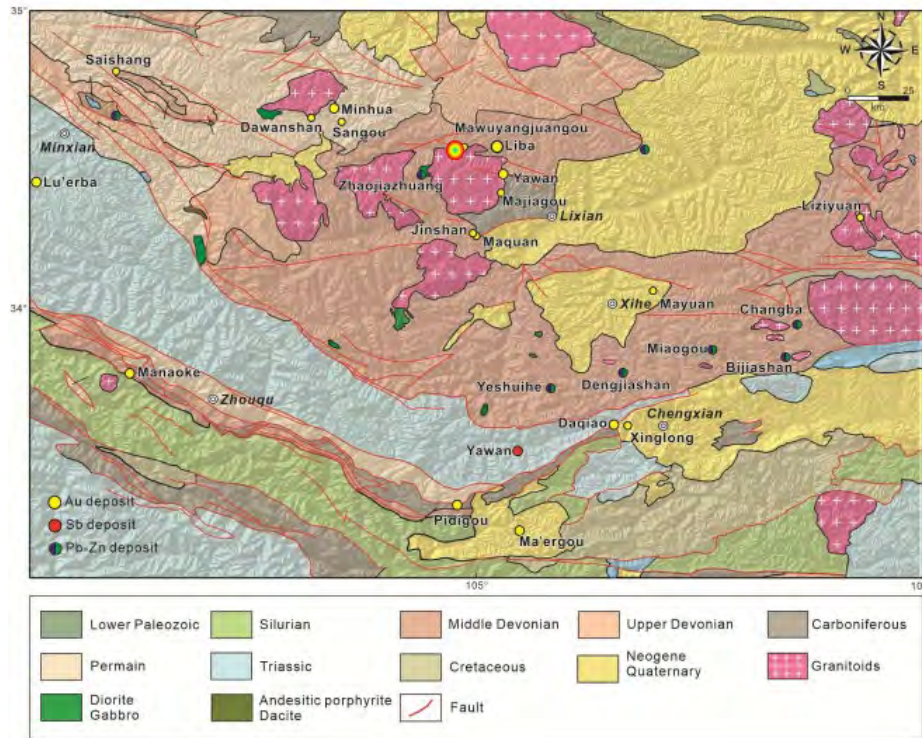 35°
N
W
E
S
0
25
km
Saishang
Minhua
Dawanshan
Sangou
Mawuyangjuangou
Minxian
Liba
Lu'erba
Zhaojiazhuang
Yawan
Majiagou
Lixian
Liziyuan
Jinshan
Maquan
34°
Xihe
Mayuan
Changba
Miaogou
Manaoke
Bijiashan
Zhouqu
Yeshuihe
Dengjiashan
Chengxian
Daqiao
Xinglong
Yawan
Au deposit
Sb deposit
Pb-Zn deposit
Pidigou
Ma'ergou
105°
10
Lower Paleozoic
Silurian
Middle Devonian
Upper Devonian
Carboniferous
Permain
Triassic
Cretaceous
Neogene
Quaternary
Granitoids
Diorite
Gabbro
Andesitic porphyrite
Dacite
Fault